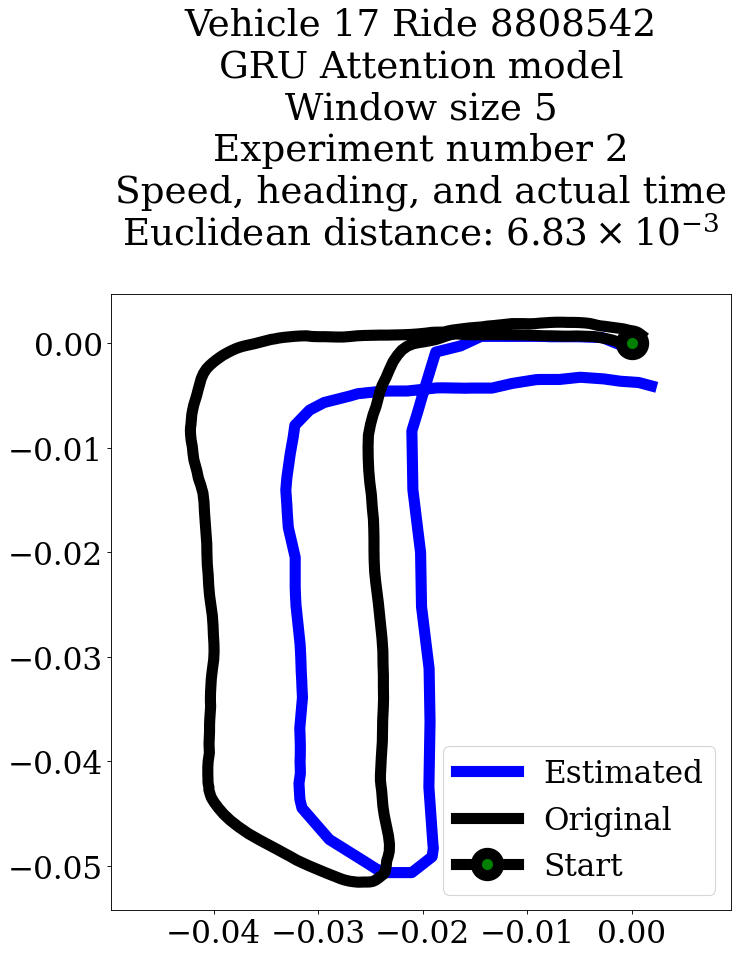 Vehicle 17 Ride 8808542
GRU Attention model
Window size 5
Experiment number 2
Speed, heading, and actual time
Euclidean distance: 6.83 × 10⁻³
0.00
−0.01
−0.02
−0.03
−0.04
−0.05
Estimated
Original
Start
−0.04 −0.03 −0.02 −0.01 0.00